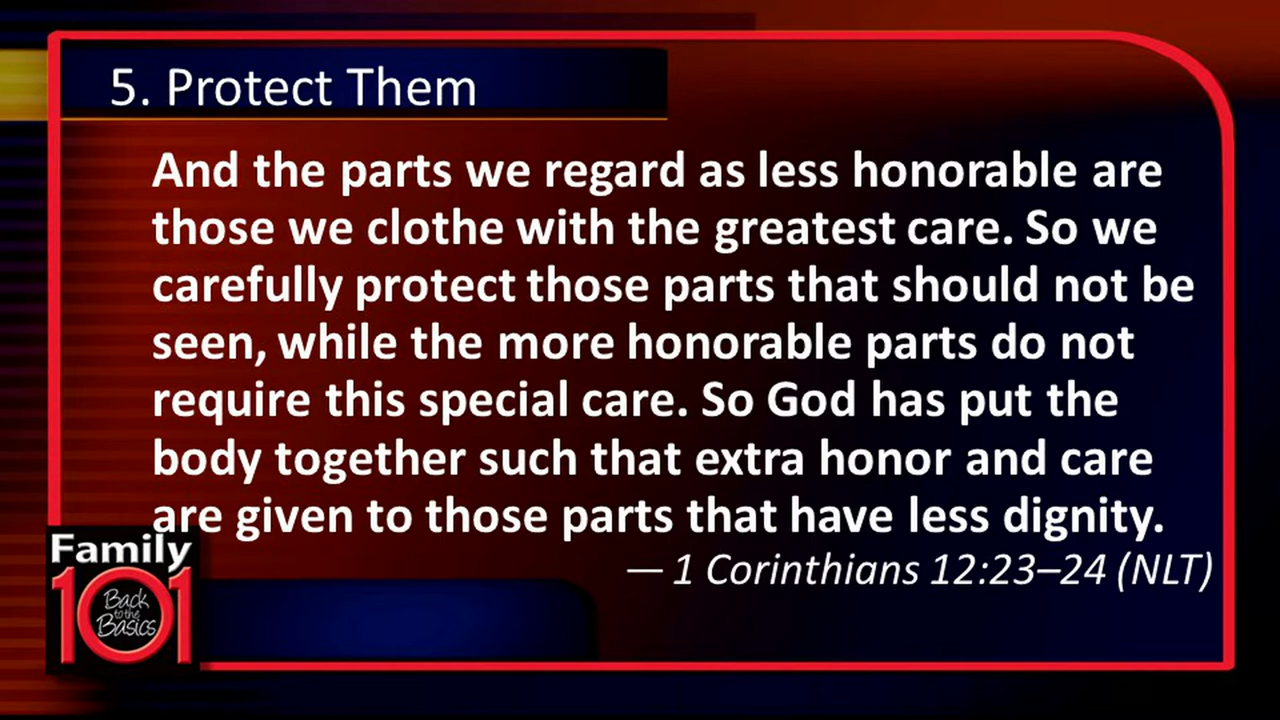 5. Protect Them
And the parts we regard as less honorable are
those we clothe with the greatest care. So we
carefully protect those parts that should not be
seen, while the more honorable parts do not
require this special care. So God has put the
body together such that extra honor and care
are given to those parts that have less dignity.
— 1 Corinthians 12:23–24 (NLT)
Family
101
Back
to the
Basics